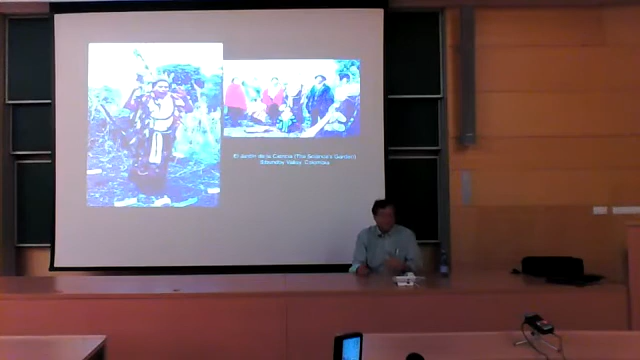 El Jardín de la Ciencia (The Science's Garden)
Sibundoy Valley, Colombia